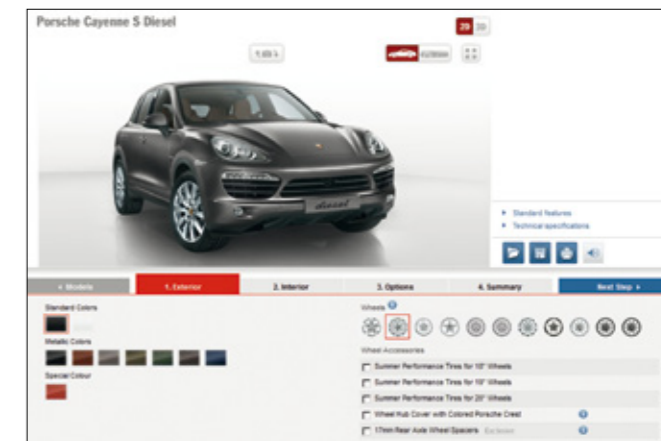 Porsche Cayenne S Diesel
2D 3D
diesel
Standard features
Technical specifications
Models
1. Exterior
2. Interior
3. Options
4. Summary
Next Step
Standard Colors
Metallic Colors
Special Colour
Wheels
Wheel Accessories
Summer Performance Tires for 18" Wheels
Summer Performance Tires for 19" Wheels
Summer Performance Tires for 20" Wheels
Wheel Hub Cover with Colored Porsche Crest
17mm Rear Axle Wheel Spacers